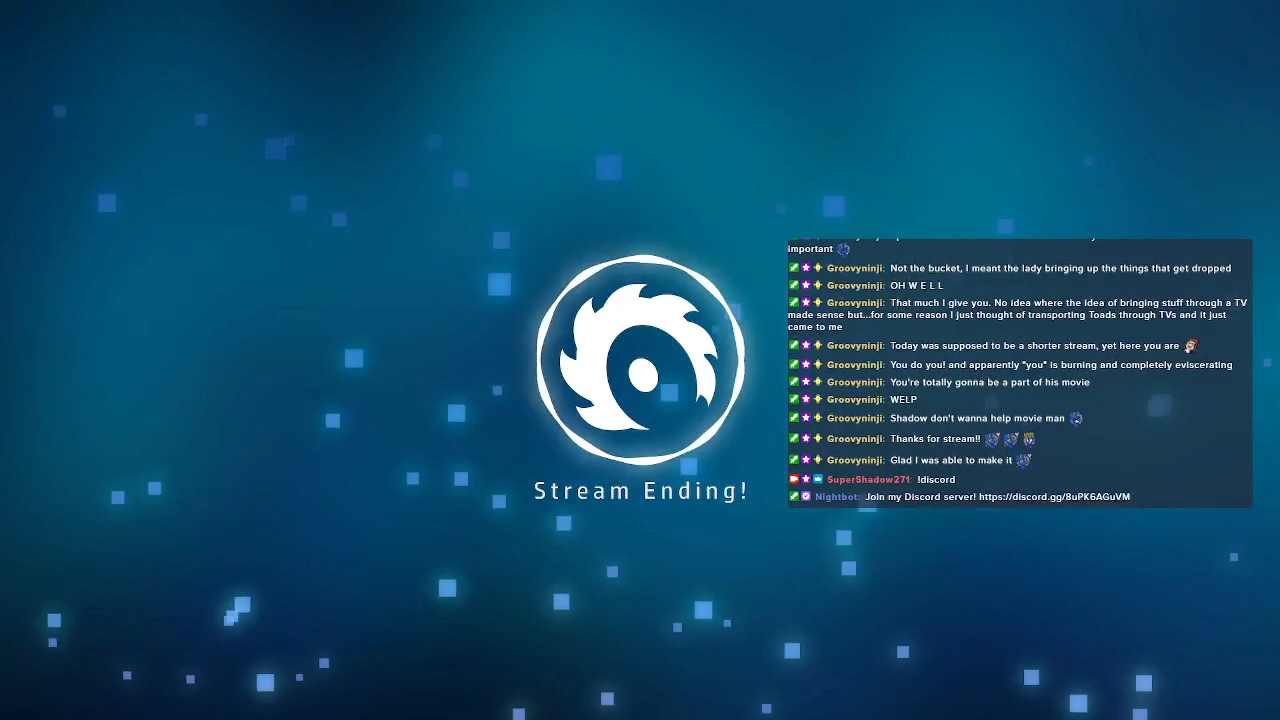 important
Groovyninji: Not the bucket, I meant the lady bringing up the things that get dropped
Groovyninji: OH W E L L
Groovyninji: That much I give you. No idea where the idea of bringing stuff through a TV
made sense but...for some reason I just thought of transporting Toads through TVs and it just
came to me
Groovyninji: Today was supposed to be a shorter stream, yet here you are
Groovyninji: You do you! and apparently "you" is burning and completely eviscerating
Groovyninji: You're totally gonna be a part of his movie
Groovyninji: WELP
Groovyninji: Shadow don't wanna help movie man
Groovyninji: Thanks for stream!!
Groovyninji: Glad I was able to make it
SuperShadow271: !discord
Nightbot: Join my Discord server! https://discord.gg/8uPK6AGuVM
Stream Ending!